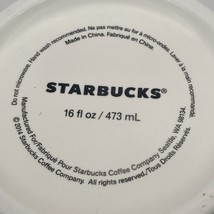 Made in China. Fabriqué en Chine.
Do not microwave. Hand wash recommended. Ne pas mettre au four à micro-ondes. Laver à la main recommandé.
STARBUCKS®
16 fl oz / 473 mL
Manufactured For/Fabriqué Pour Starbucks Coffee Company Seattle, WA 98134.
©2014 Starbucks Coffee Company. All rights reserved./Tous Droits Réservés.